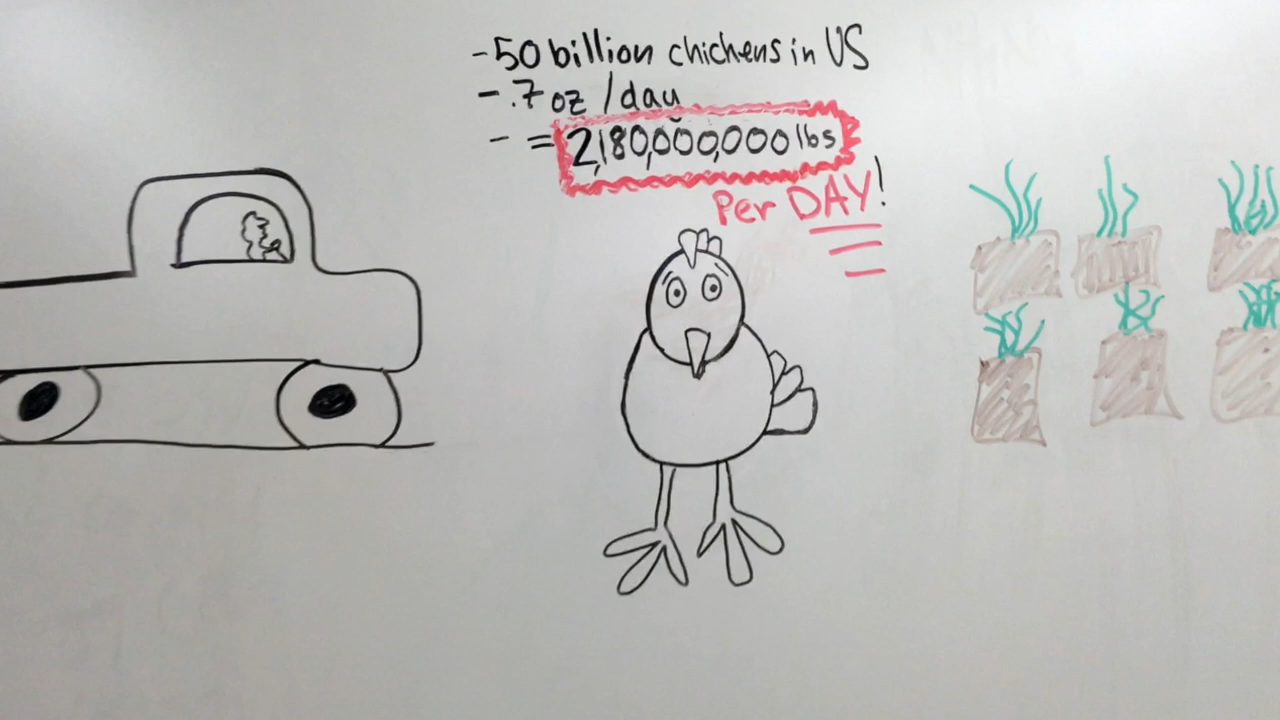 - 50 billion chickens in US
- .7 oz / day
- = 2,180,000,000 lbs
Per DAY!